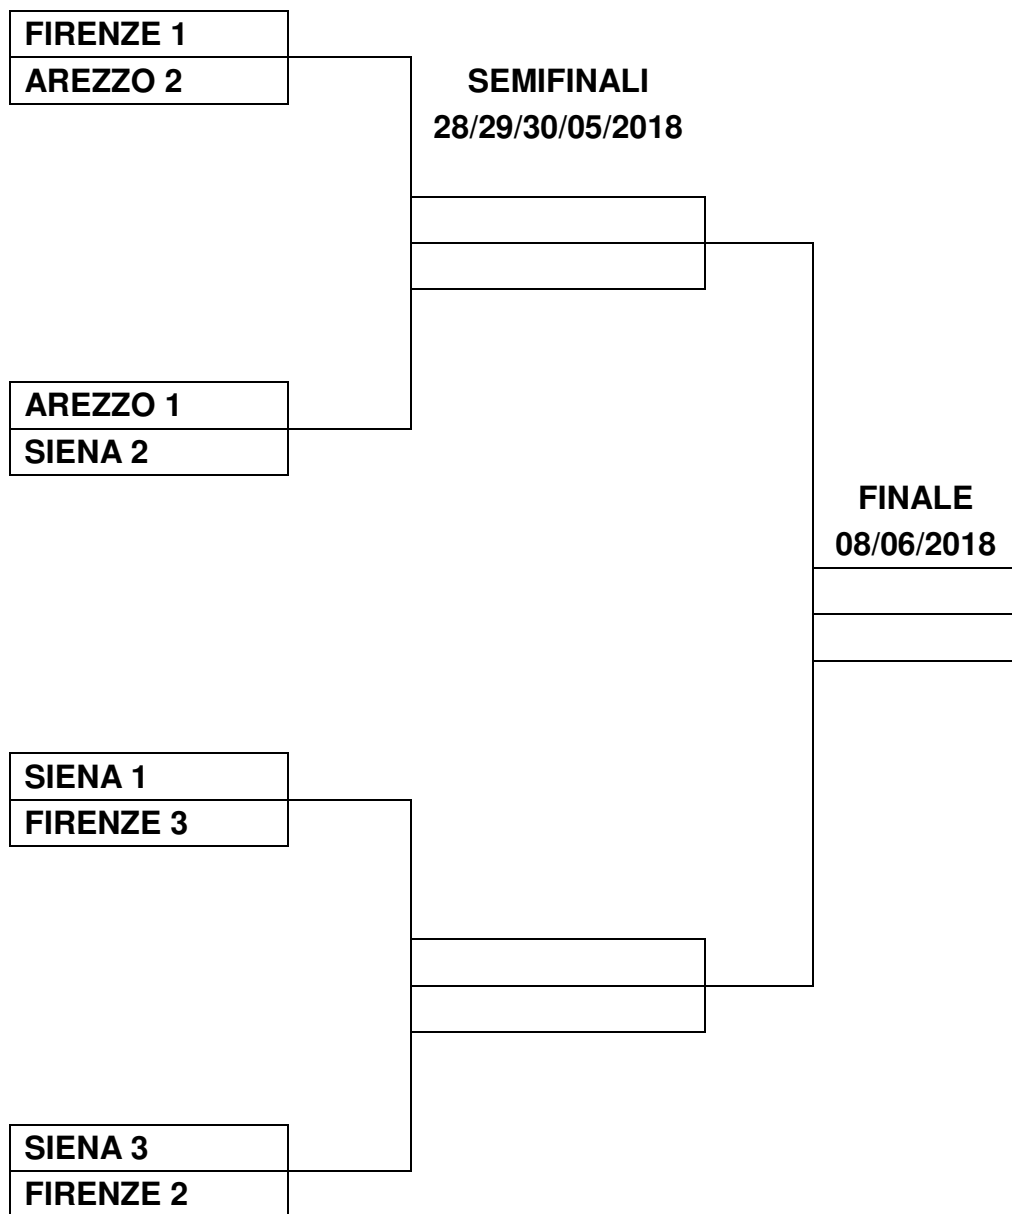 FIRENZE 1
AREZZO 2
SEMIFINALI
28/29/30/05/2018
AREZZO 1
SIENA 2
FINALE
08/06/2018
SIENA 1
FIRENZE 3
SIENA 3
FIRENZE 2